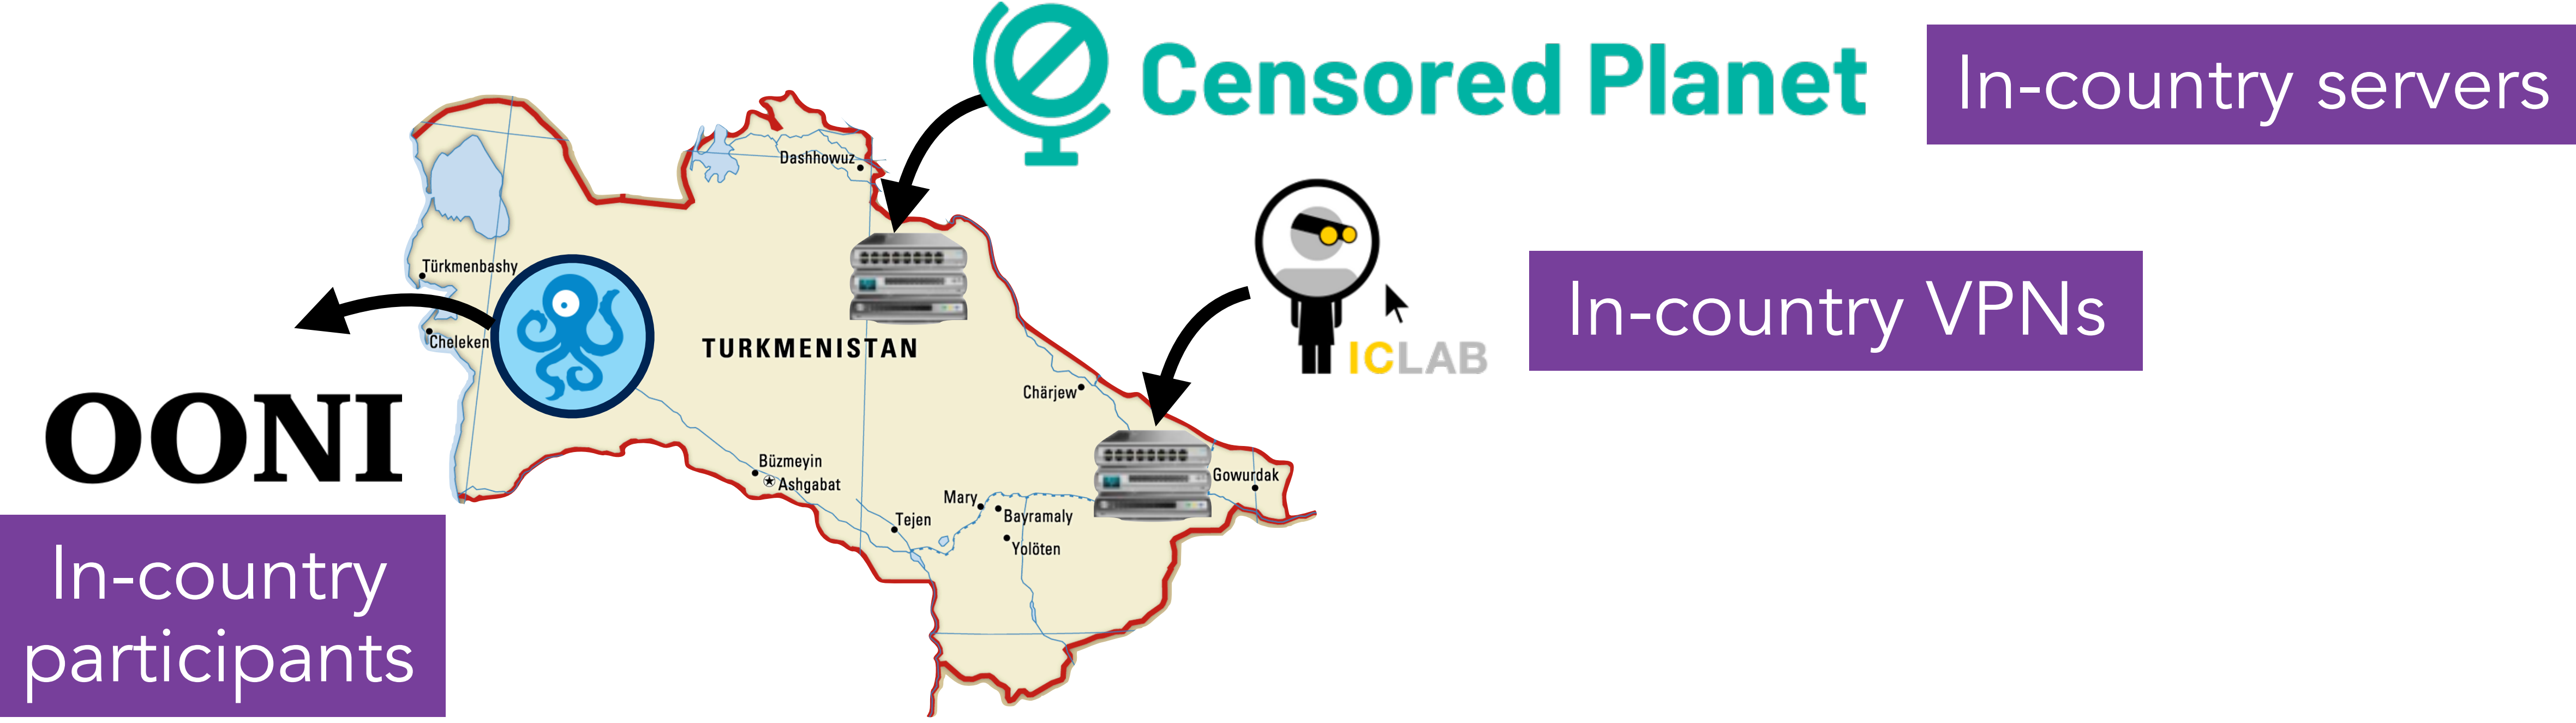 Censored Planet
In-country servers
Dashhowuz
In-country VPNs
ICLAB
Türkmenbashy
Cheleken
TURKMENISTAN
Chärjew
OONI
Büzmeyin
Ashgabat
Gowurdak
Mary
Bayramaly
Tejen
Yolöten
In-country
participants